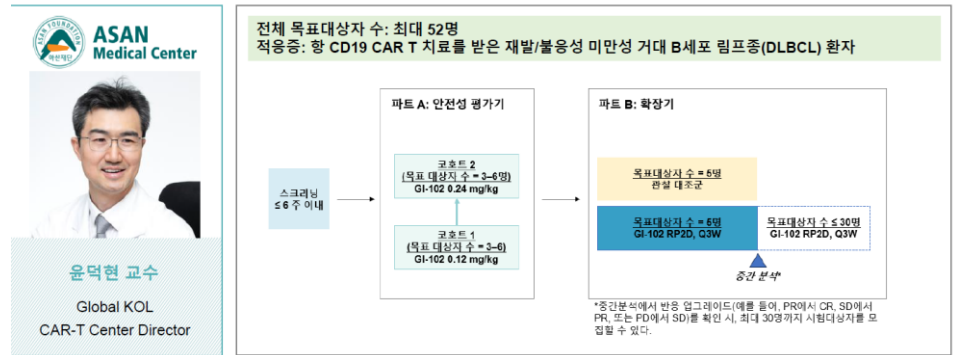 ASAN FOUNDATION
아산재단
ASAN
Medical Center
윤덕현 교수
Global KOL
CAR-T Center Director
전체 목표대상자 수: 최대 52명
적응증: 항 CD19 CAR T 치료를 받은 재발/불응성 미만성 거대 B세포 림프종(DLBCL) 환자
스크리닝
≤ 6 주 이내
파트 A: 안전성 평가기
코호트 2
(목표 대상자 수 = 3–6명)
GI-102 0.24 mg/kg
코호트 1
(목표 대상자 수 = 3–6)
GI-102 0.12 mg/kg
파트 B: 확장기
목표대상자 수 = 5명
관찰 대조군
목표대상자 수 = 5명
GI-102 RP2D, Q3W
목표대상자 수 ≤ 30명
GI-102 RP2D, Q3W
중간 분석*
*중간분석에서 반응 업그레이드(예를 들어, PR에서 CR, SD에서
PR, 또는 PD에서 SD)를 확인 시, 최대 30명까지 시험대상자를 모
집할 수 있다.